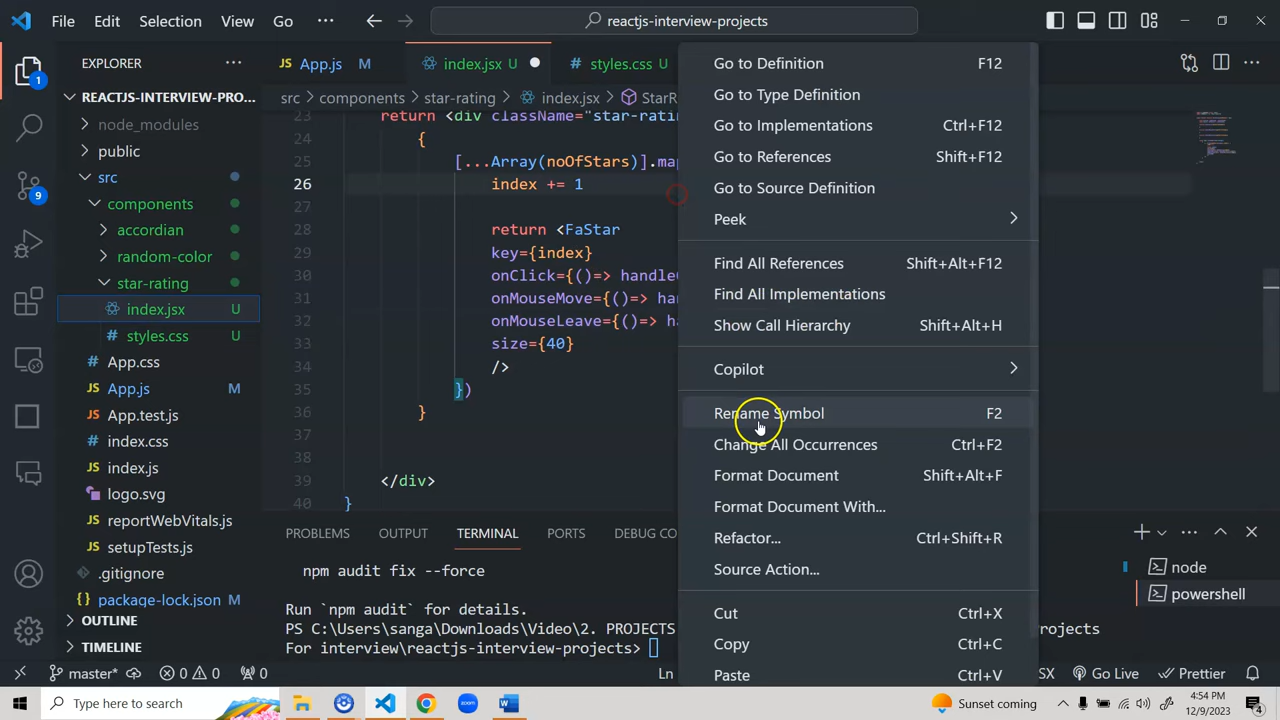 File Edit Selection View Go ··· reactjs-interview-projects
EXPLORER ···
REACTJS-INTERVIEW-PRO...
node_modules
public
src
components
accordian
random-color
star-rating
index.jsx U
styles.css U
App.css
App.js M
App.test.js
index.css
index.js
logo.svg
reportWebVitals.js
setupTests.js
.gitignore
package-lock.json M
OUTLINE
TIMELINE
1
9
App.js M index.jsx U styles.css U
src > components > star-rating > index.jsx > StarR
23 return <div className="star-ratin
24 {
25 [...Array(noOfStars)].map
26 index += 1
27
28 return <FaStar
29 key={index}
30 onClick={()=> handle
31 onMouseMove={()=> ha
32 onMouseLeave={()=> h
33 size={40}
34 />
35 })
36 }
37
38
39 </div>
40 }
Go to Definition F12
Go to Type Definition
Go to Implementations Ctrl+F12
Go to References Shift+F12
Go to Source Definition
Peek
Find All References Shift+Alt+F12
Find All Implementations
Show Call Hierarchy Shift+Alt+H
Copilot
Rename Symbol F2
Change All Occurrences Ctrl+F2
Format Document Shift+Alt+F
Format Document With...
Refactor... Ctrl+Shift+R
Source Action...
Cut Ctrl+X
Copy Ctrl+C
Paste Ctrl+V
PROBLEMS OUTPUT TERMINAL PORTS DEBUG CO
npm audit fix --force
Run `npm audit` for details.
PS C:\Users\sanga\Downloads\Video\2. PROJECTS rojects
For interview\reactjs-interview-projects>
node
powershell
master* 0 0 0 Ln SX Go Live Prettier
Type here to search
Sunset coming
4:54 PM
12/9/2023
4